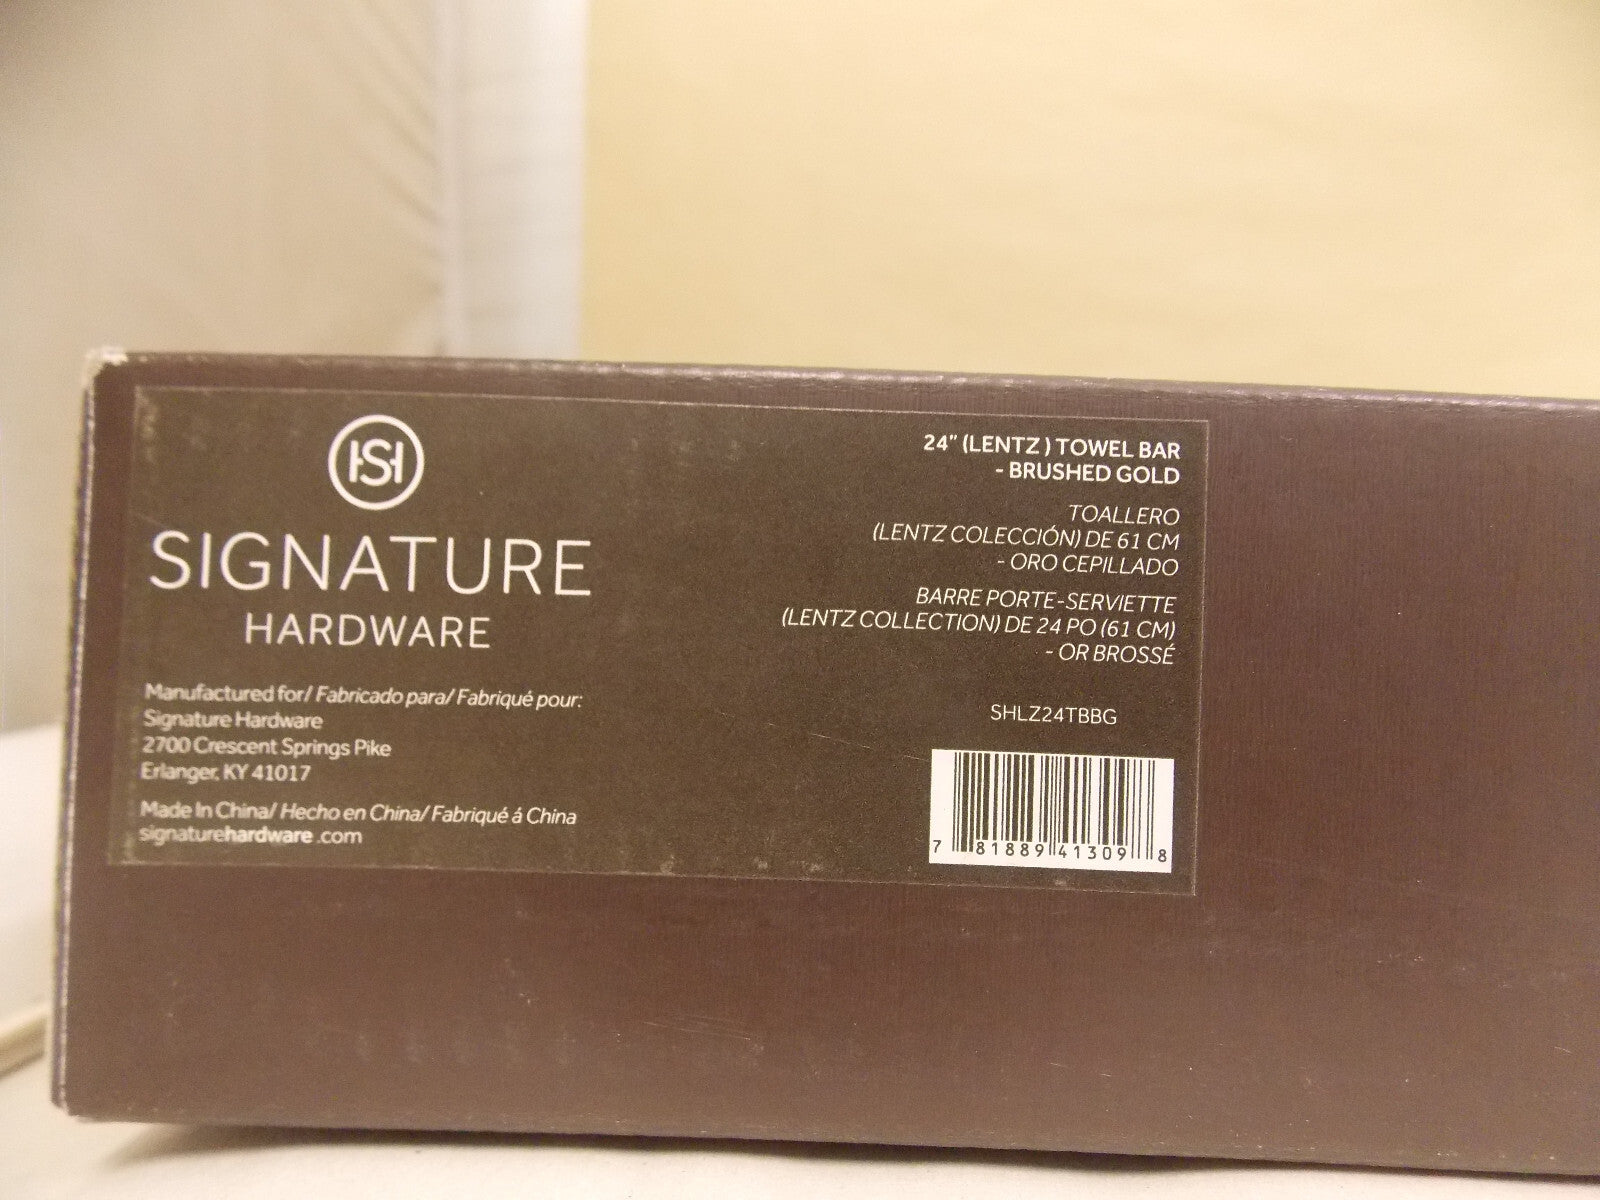 HSH
SIGNATURE
HARDWARE
Manufactured for/ Fabricado para/ Fabriqué pour:
Signature Hardware
2700 Crescent Springs Pike
Erlanger, KY 41017
Made In China/ Hecho en China/ Fabriqué á China
signaturehardware .com
24" (LENTZ ) TOWEL BAR
- BRUSHED GOLD
TOALLERO
(LENTZ COLECCIÓN) DE 61 CM
- ORO CEPILLADO
BARRE PORTE-SERVIETTE
(LENTZ COLLECTION) DE 24 PO (61 CM)
- OR BROSSÉ
SHLZ24TBBG
7 81889 41309 8